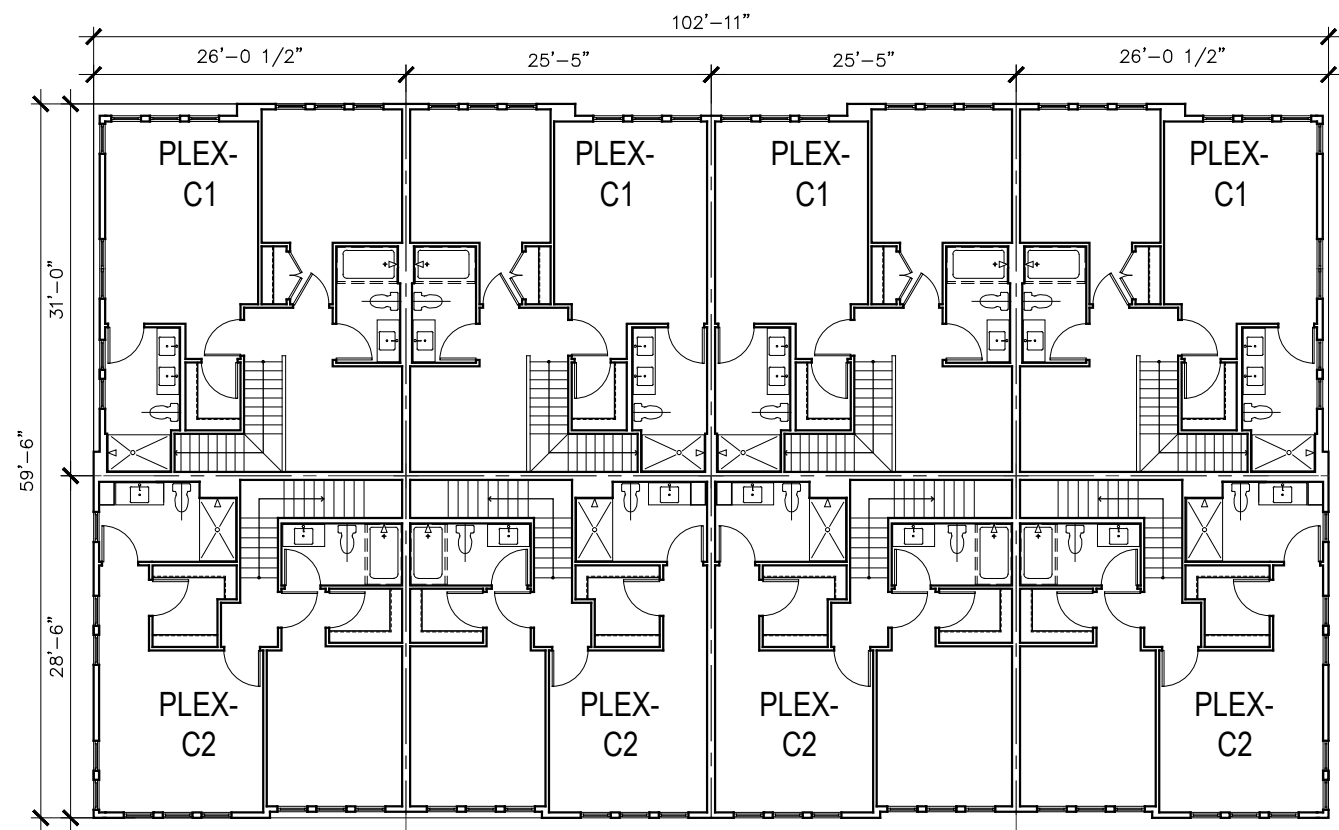 102'-11"
26'-0 1/2"
25'-5"
25'-5"
26'-0 1/2"
PLEX-
C1
PLEX-
C1
PLEX-
C1
PLEX-
C1
31'-0"
59'-6"
28'-6"
PLEX-
C2
PLEX-
C2
PLEX-
C2
PLEX-
C2